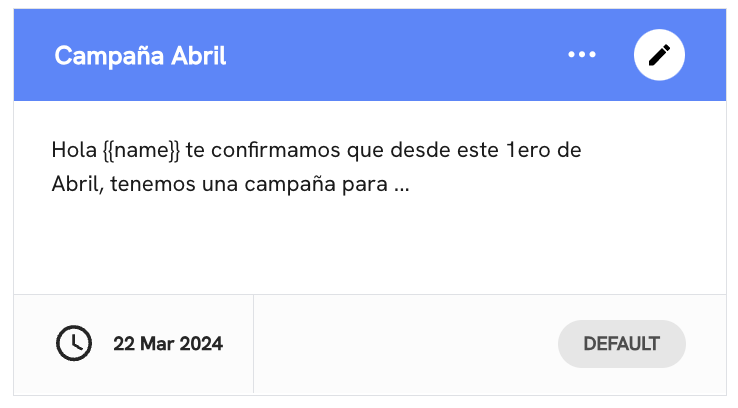 Campaña Abril
Hola {{name}} te confirmamos que desde este 1ero de
Abril, tenemos una campaña para ...
22 Mar 2024
DEFAULT